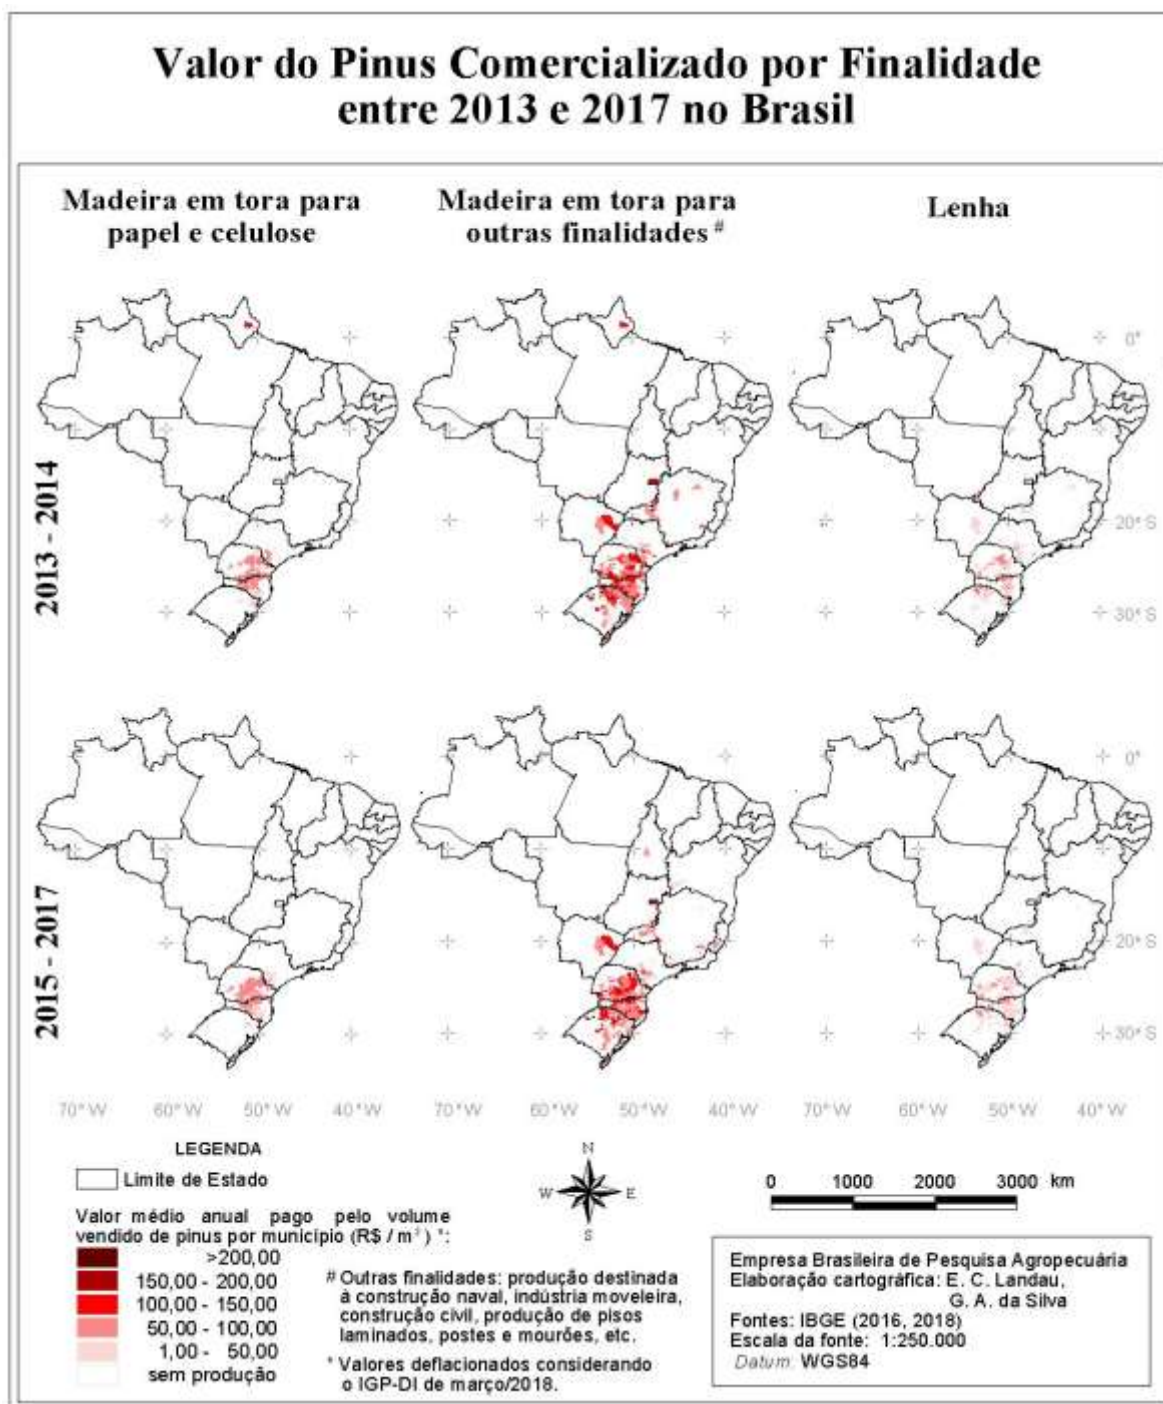 Valor do Pinus Comercializado por Finalidade
entre 2013 e 2017 no Brasil
Madeira em tora para
papel e celulose
Madeira em tora para
outras finalidades #
Lenha
2013 - 2014
0°
20° S
30° S
2015 - 2017
0°
20° S
30° S
70° W 60° W 50° W 40° W
70° W 60° W 50° W 40° W
70° W 60° W 50° W 40° W
LEGENDA
Limite de Estado
Valor médio anual pago pelo volume
vendido de pinus por município (R$ / m³) *:
>200,00
150,00 - 200,00
100,00 - 150,00
50,00 - 100,00
1,00 - 50,00
sem produção
N
W E
S
# Outras finalidades: produção destinada
à construção naval, indústria moveleira,
construção civil, produção de pisos
laminados, postes e mourões, etc.
* Valores deflacionados considerando
o IGP-DI de março/2018.
0 1000 2000 3000 km
Empresa Brasileira de Pesquisa Agropecuária
Elaboração cartográfica: E. C. Landau,
G. A. da Silva
Fontes: IBGE (2016, 2018)
Escala da fonte: 1:250.000
Datum: WGS84